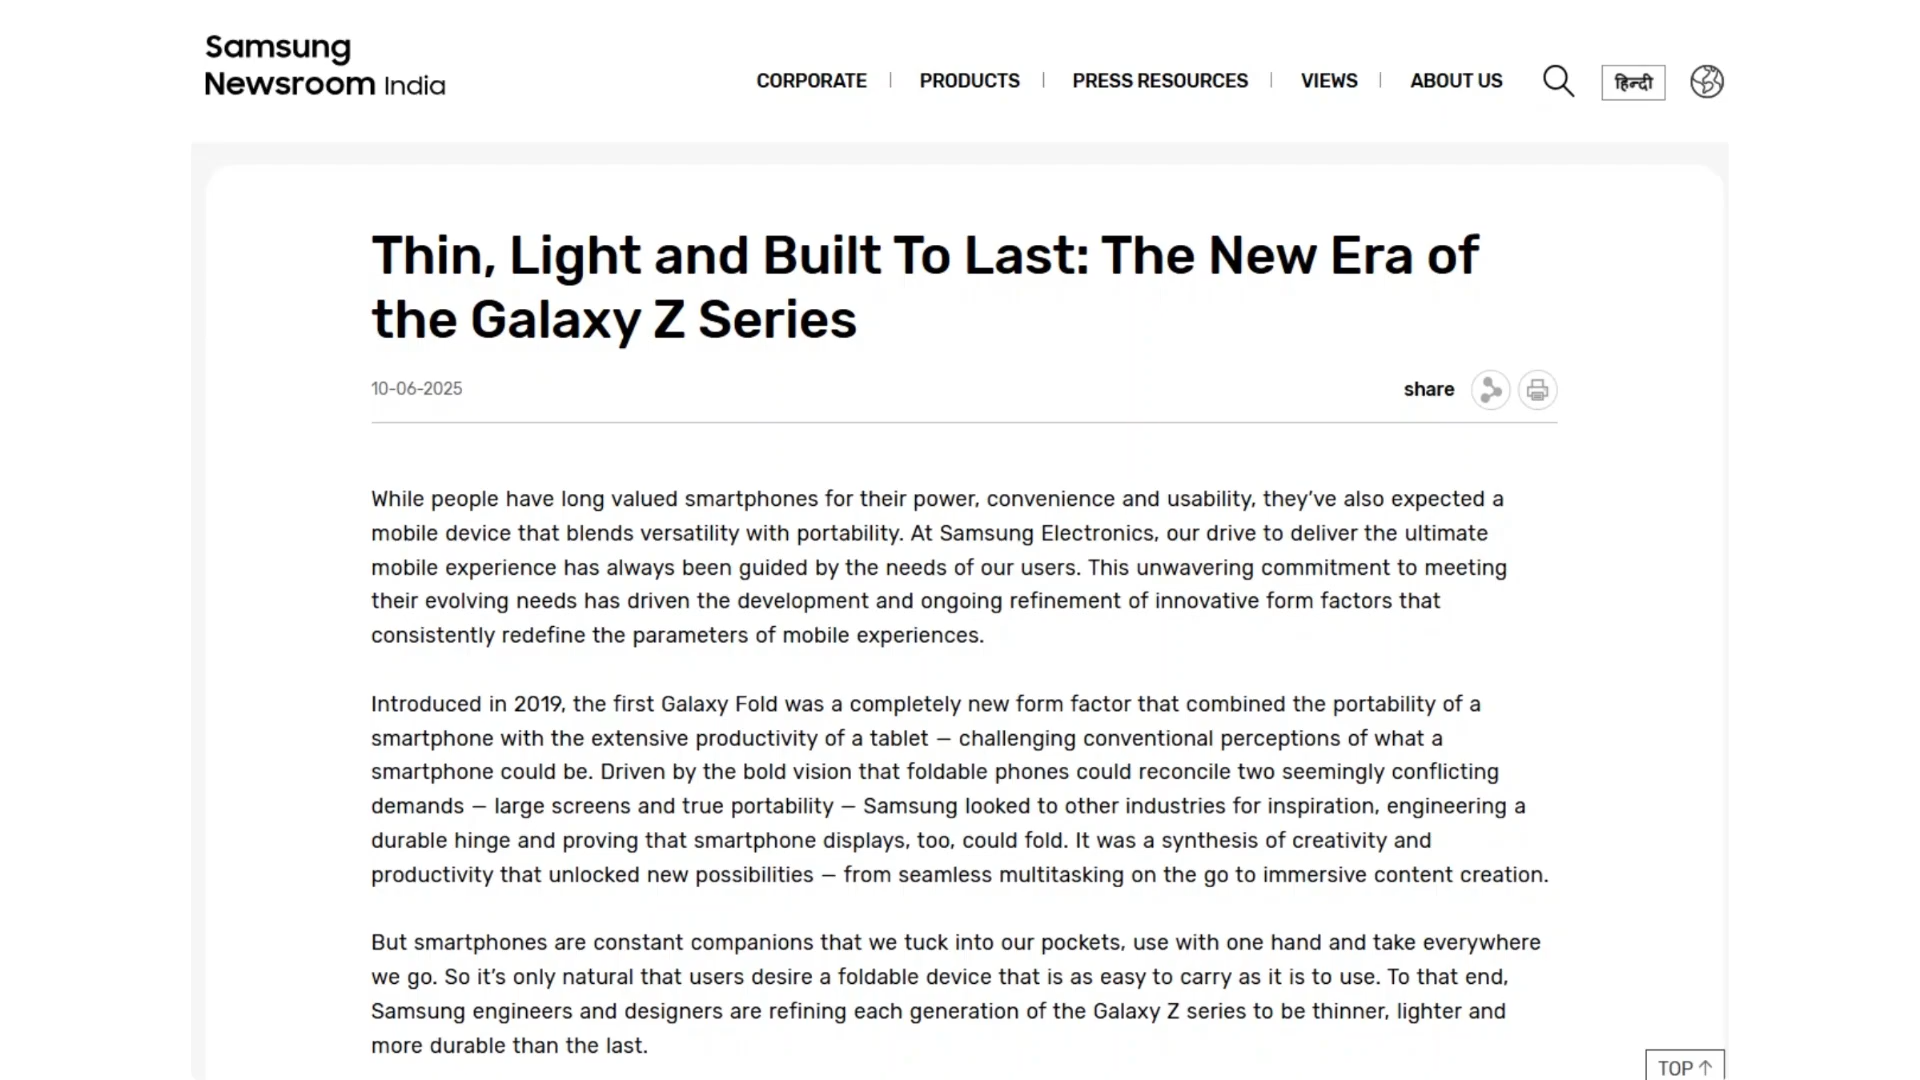 Samsung
Newsroom India
CORPORATE | PRODUCTS | PRESS RESOURCES | VIEWS | ABOUT US
हिन्दी
Thin, Light and Built To Last: The New Era of
the Galaxy Z Series
10-06-2025
share
While people have long valued smartphones for their power, convenience and usability, they’ve also expected a
mobile device that blends versatility with portability. At Samsung Electronics, our drive to deliver the ultimate
mobile experience has always been guided by the needs of our users. This unwavering commitment to meeting
their evolving needs has driven the development and ongoing refinement of innovative form factors that
consistently redefine the parameters of mobile experiences.
Introduced in 2019, the first Galaxy Fold was a completely new form factor that combined the portability of a
smartphone with the extensive productivity of a tablet — challenging conventional perceptions of what a
smartphone could be. Driven by the bold vision that foldable phones could reconcile two seemingly conflicting
demands — large screens and true portability — Samsung looked to other industries for inspiration, engineering a
durable hinge and proving that smartphone displays, too, could fold. It was a synthesis of creativity and
productivity that unlocked new possibilities — from seamless multitasking on the go to immersive content creation.
But smartphones are constant companions that we tuck into our pockets, use with one hand and take everywhere
we go. So it’s only natural that users desire a foldable device that is as easy to carry as it is to use. To that end,
Samsung engineers and designers are refining each generation of the Galaxy Z series to be thinner, lighter and
more durable than the last.
TOP ↑